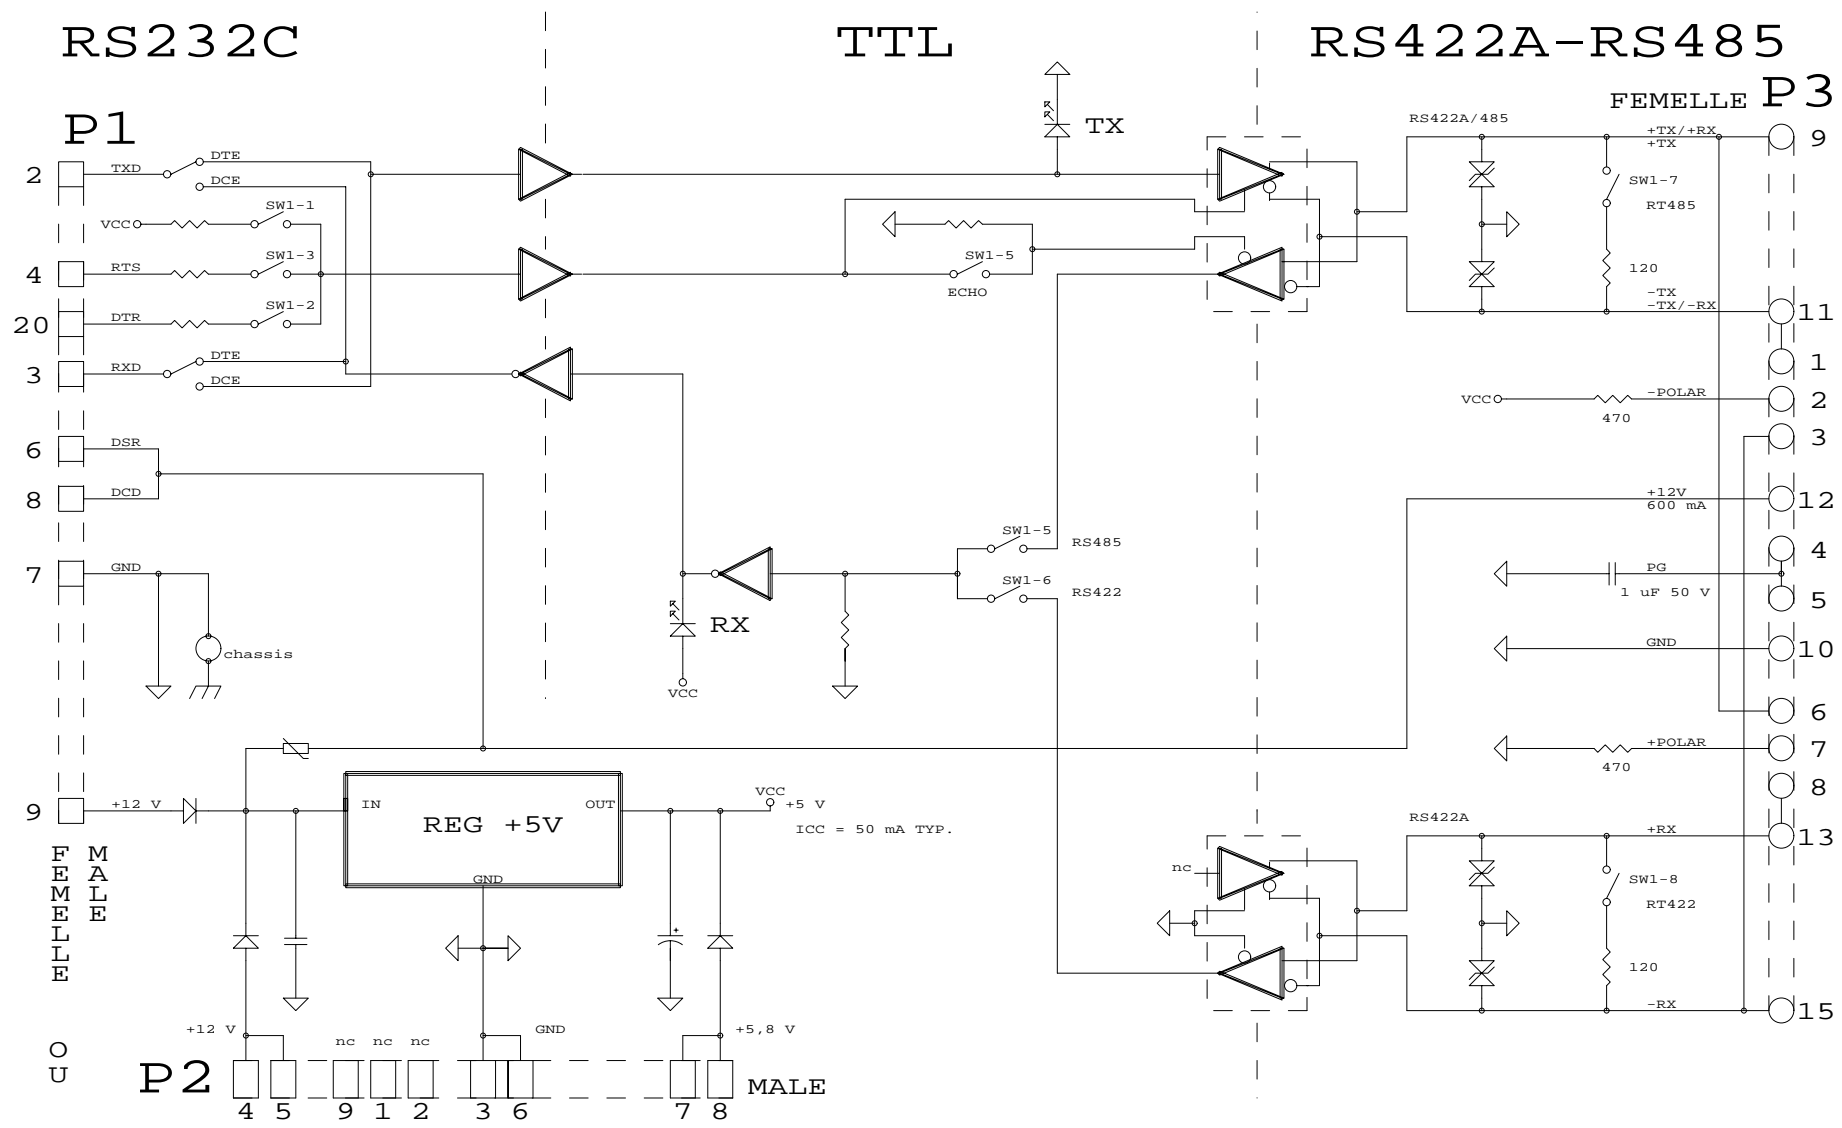 RS232C TTL RS422A-RS485
P1
FEMELLE P3
TX
RS422A/485
+TX/+RX
+TX
9
2 TXD DTE
DCE
SW1-7
RT485
SW1-1
VCC
4 RTS SW1-3
SW1-5
ECHO
120
20 DTR SW1-2
-TX
-TX/-RX
11
3 RXD DTE
DCE
1
VCC -POLAR 2
470
3
6 DSR
8 DCD
+12V
600 mA
12
SW1-5 RS485
4
7 GND
PG
1 uF 50 V
5
SW1-6 RS422
RX
chassis
GND 10
VCC
6
+POLAR 7
470
8
9 +12 V
IN OUT
REG +5V
GND
VCC
+5 V
ICC = 50 mA TYP.
RS422A
+RX 13
FEMELLE
MALE
OU
nc
SW1-8
RT422
+
120
-RX 15
+12 V
nc nc nc
GND
+5,8 V
P2
MALE
4 5 9 1 2 3 6 7 8